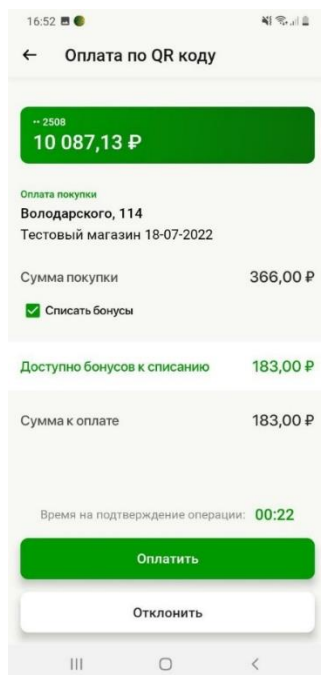 16:52
Оплата по QR коду
•• 2508
10 087,13 ₽
Оплата покупки
Володарского, 114
Тестовый магазин 18-07-2022
Сумма покупки 366,00 ₽
Списать бонусы
Доступно бонусов к списанию 183,00 ₽
Сумма к оплате 183,00 ₽
Время на подтверждение операции: 00:22
Оплатить
Отклонить